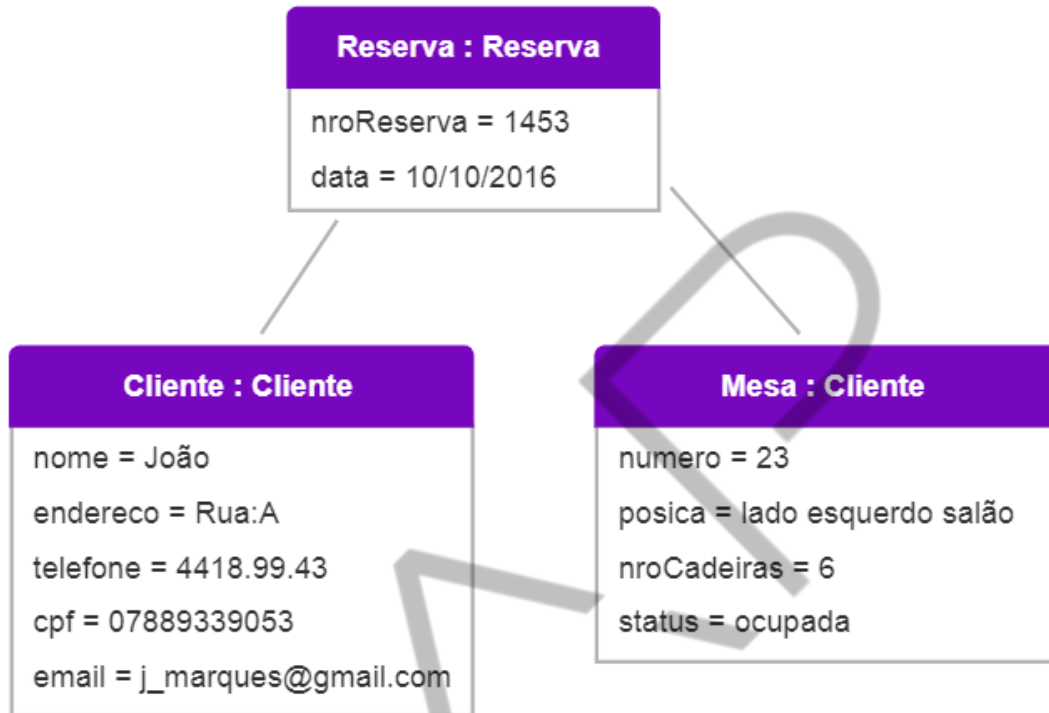 Reserva : Reserva
nroReserva = 1453
data = 10/10/2016
Cliente : Cliente
nome = João
endereco = Rua:A
telefone = 4418.99.43
cpf = 07889339053
email = j_marques@gmail.com
Mesa : Cliente
numero = 23
posica = lado esquerdo salão
nroCadeiras = 6
status = ocupada